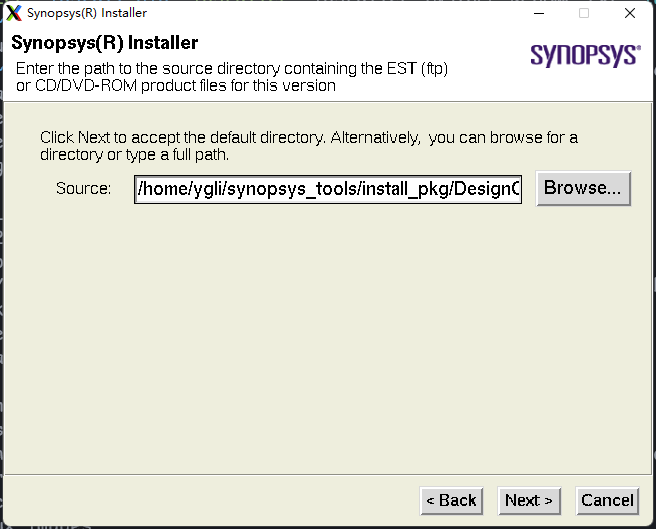 Synopsys(R) Installer
Synopsys(R) Installer
Enter the path to the source directory containing the EST (ftp)
or CD/DVD-ROM product files for this version
SYNOPSYS®
Click Next to accept the default directory. Alternatively, you can browse for a
directory or type a full path.
Source: /home/ygli/synopsys_tools/install_pkg/Design Browse...
< Back Next > Cancel